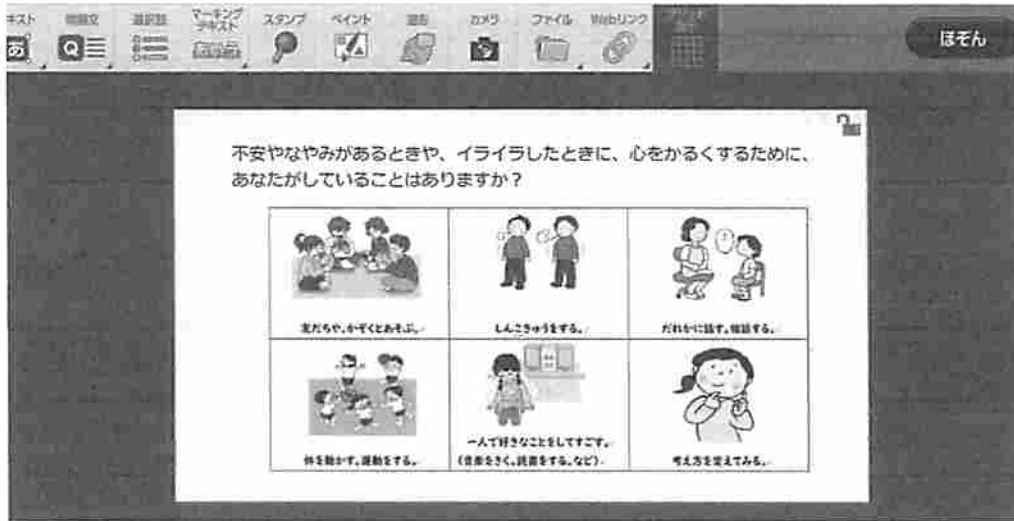 キスト 問題文 選択肢 マーキング スタンプ ペイント 図形 カメラ ファイル Webリンク
テキスト
あ Q
ほぞん
不安やなやみがあるときや、イライラしたときに、心をかるくするために、
あなたがしていることはありますか?
友だちや、かぞくとあそぶ。
しんこきゅうをする。
だれかに話す。相談する。
体を動かす。運動をする。
一人で好きなことをしてすごす。
(音楽をきく。読書をする。など)
考え方を変えてみる。